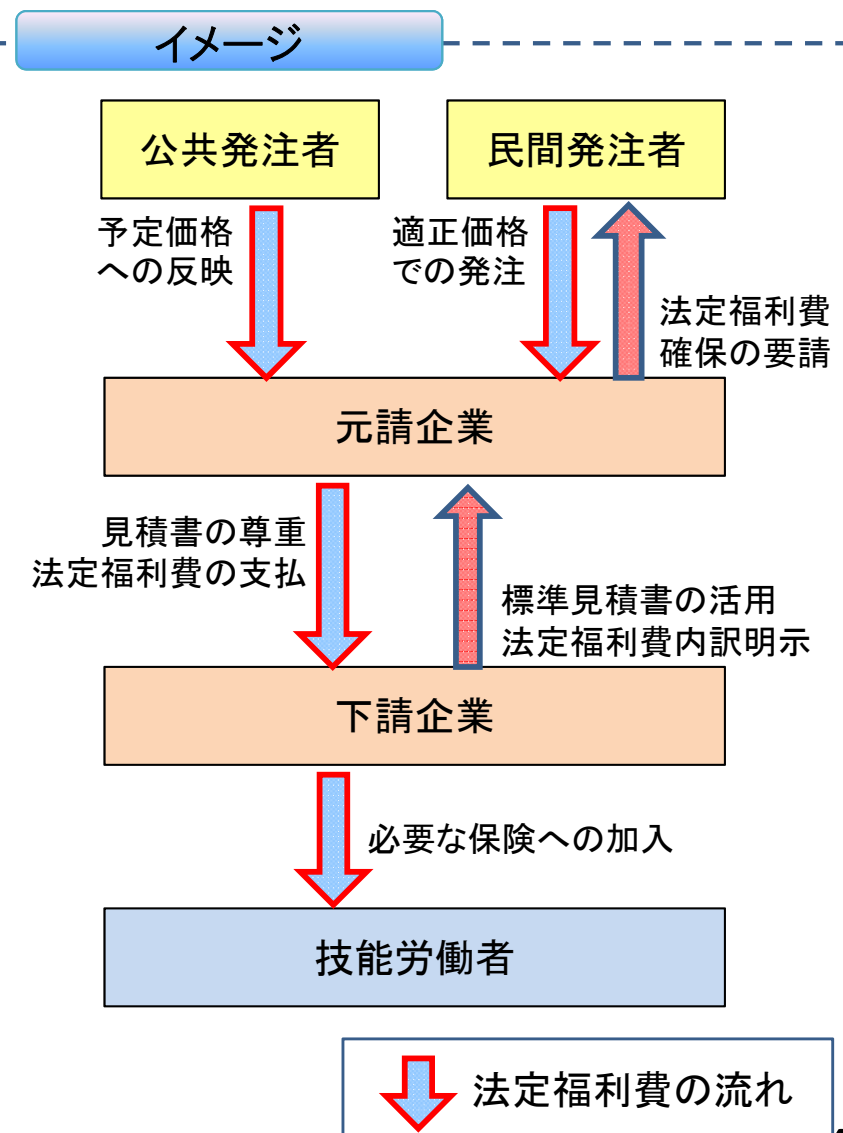 イメージ
公共発注者
民間発注者
予定価格
への反映
適正価格
での発注
法定福利費
確保の要請
元請企業
見積書の尊重
法定福利費の支払
標準見積書の活用
法定福利費内訳明示
下請企業
必要な保険への加入
技能労働者
法定福利費の流れ